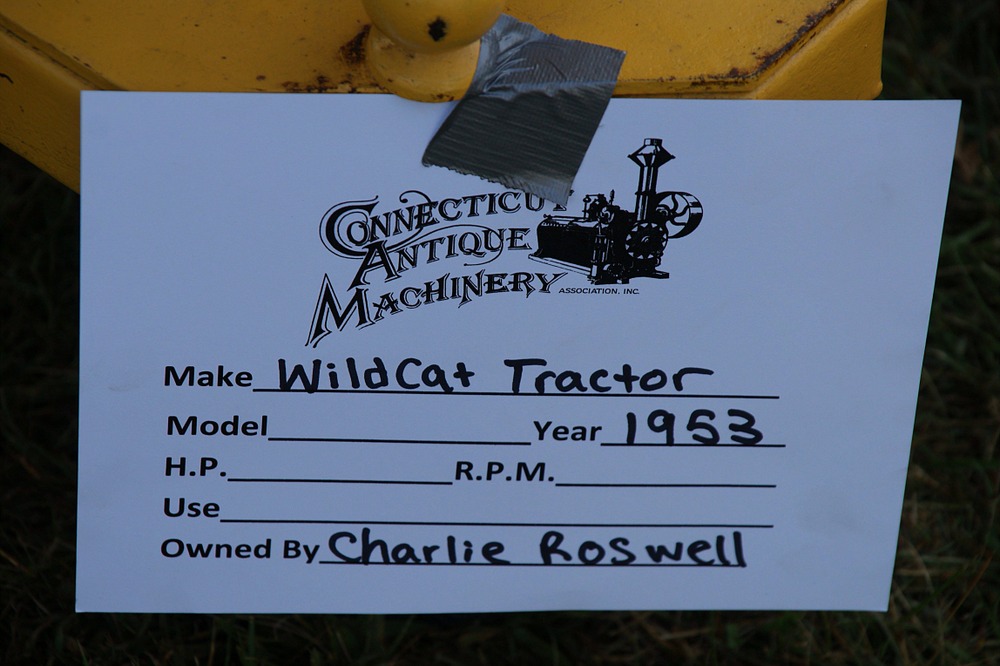 CONNECTICUT
ANTIQUE
MACHINERY
ASSOCIATION, INC.
Make WildCat Tractor
Model Year 1953
H.P. R.P.M.
Use
Owned By Charlie Roswell